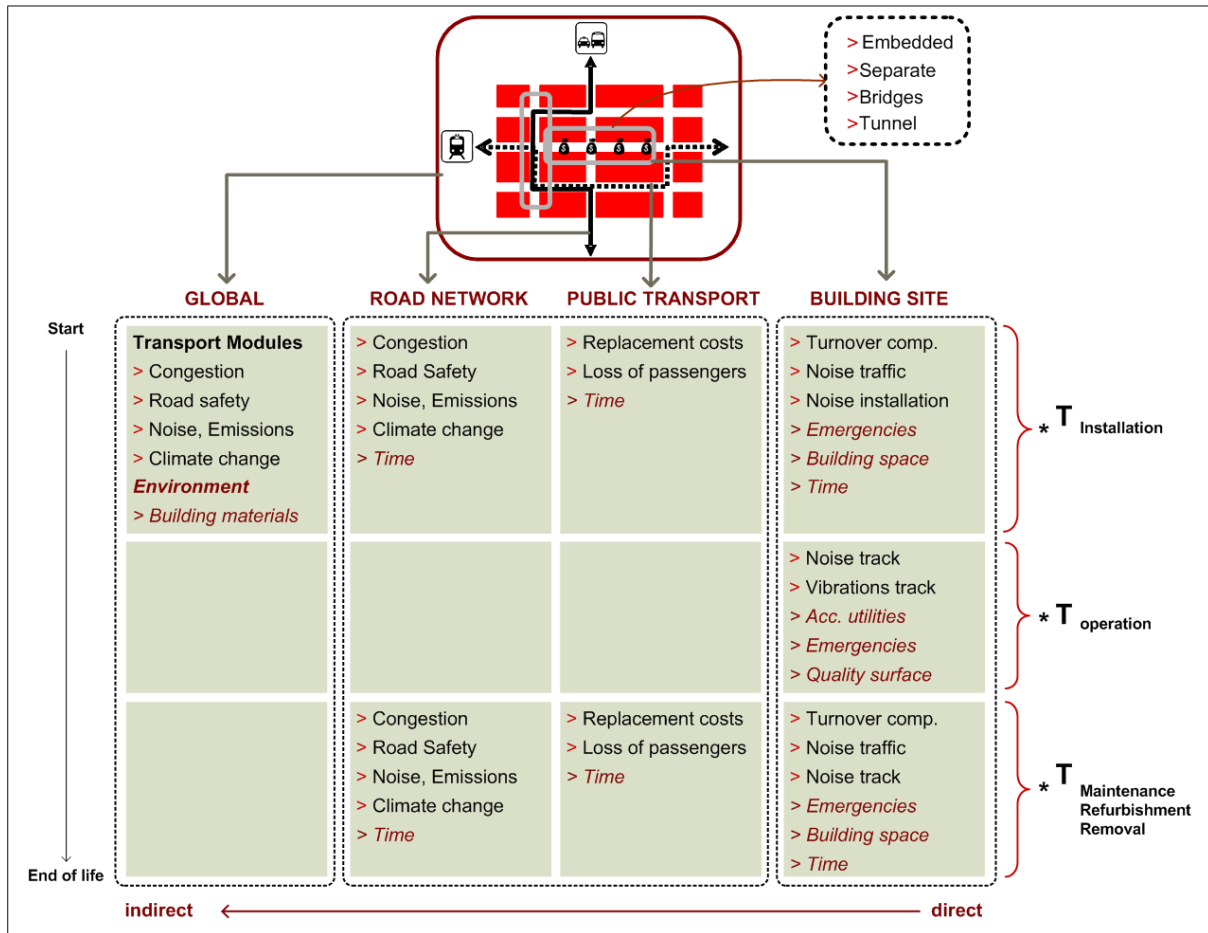 > Embedded
> Separate
> Bridges
> Tunnel
GLOBAL
ROAD NETWORK
PUBLIC TRANSPORT
BUILDING SITE
Start
Transport Modules
> Congestion
> Road safety
> Noise, Emissions
> Climate change
Environment
> Building materials
> Congestion
> Road Safety
> Noise, Emissions
> Climate change
> Time
> Replacement costs
> Loss of passengers
> Time
> Turnover comp.
> Noise traffic
> Noise installation
> Emergencies
> Building space
> Time
* T Installation
> Noise track
> Vibrations track
> Acc. utilities
> Emergencies
> Quality surface
* T operation
> Congestion
> Road Safety
> Noise, Emissions
> Climate change
> Time
> Replacement costs
> Loss of passengers
> Time
> Turnover comp.
> Noise traffic
> Noise track
> Emergencies
> Building space
> Time
* T Maintenance
Refurbishment
Removal
End of life
indirect
direct